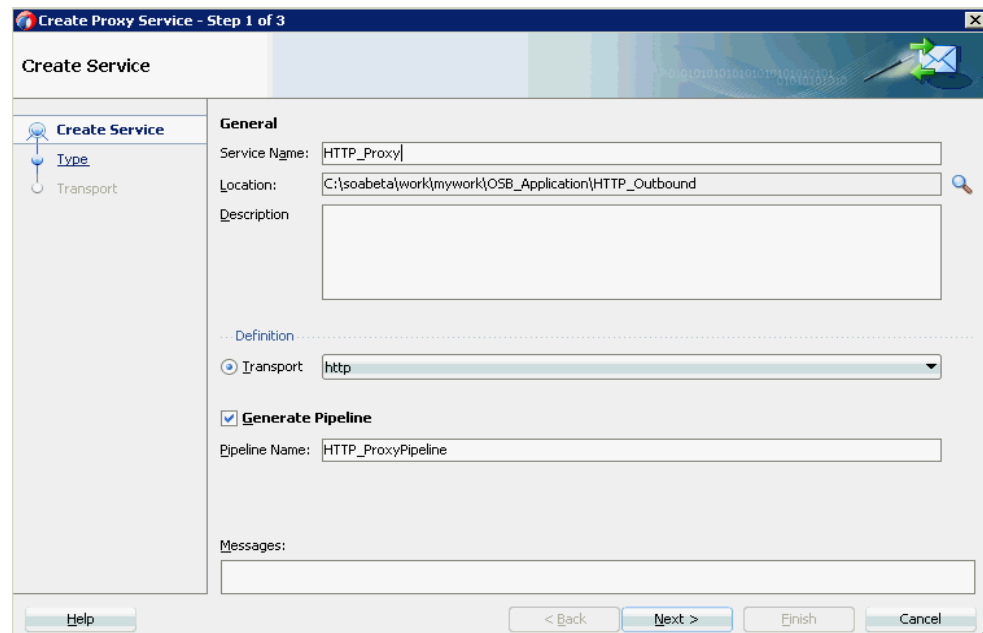 Create Proxy Service - Step 1 of 3
Create Service
Create Service
Type
Transport
General
Service Name: HTTP_Proxy
Location: C:\soabeta\work\mywork\OSB_Application\HTTP_Outbound
Description
Definition
Transport http
Generate Pipeline
Pipeline Name: HTTP_ProxyPipeline
Messages:
Help < Back Next > Finish Cancel